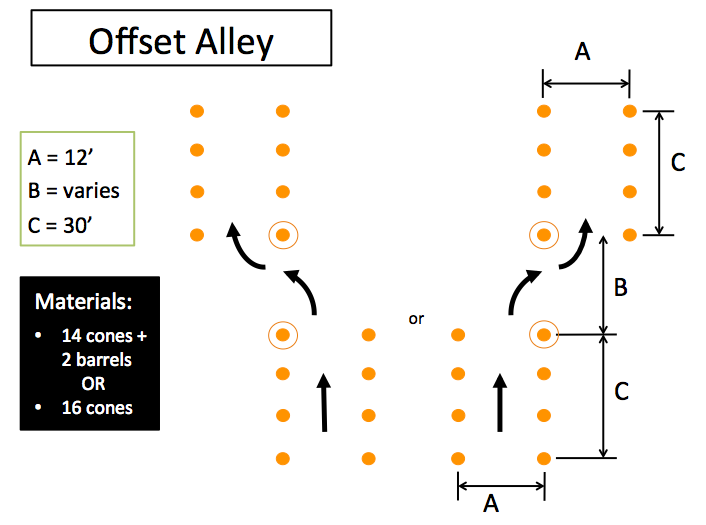 Offset Alley
A
A = 12’
B = varies
C = 30’
C
B
Materials:
• 14 cones +
2 barrels
OR
• 16 cones
or
C
A